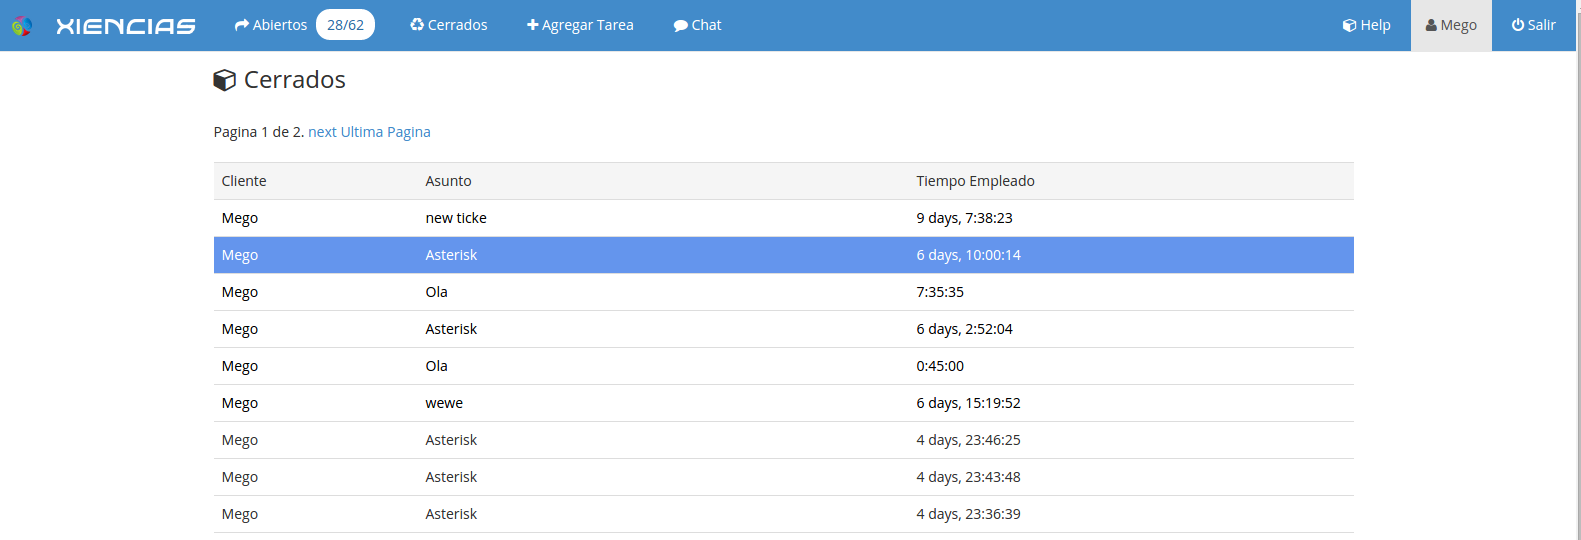 XIENCIAS Abiertos 28/62 Cerrados Agregar Tarea Chat Help Mego Salir
Cerrados
Pagina 1 de 2. next Ultima Pagina
Cliente Asunto Tiempo Empleado
Mego new ticke 9 days, 7:38:23
Mego Asterisk 6 days, 10:00:14
Mego Ola 7:35:35
Mego Asterisk 6 days, 2:52:04
Mego Ola 0:45:00
Mego wewe 6 days, 15:19:52
Mego Asterisk 4 days, 23:46:25
Mego Asterisk 4 days, 23:43:48
Mego Asterisk 4 days, 23:36:39